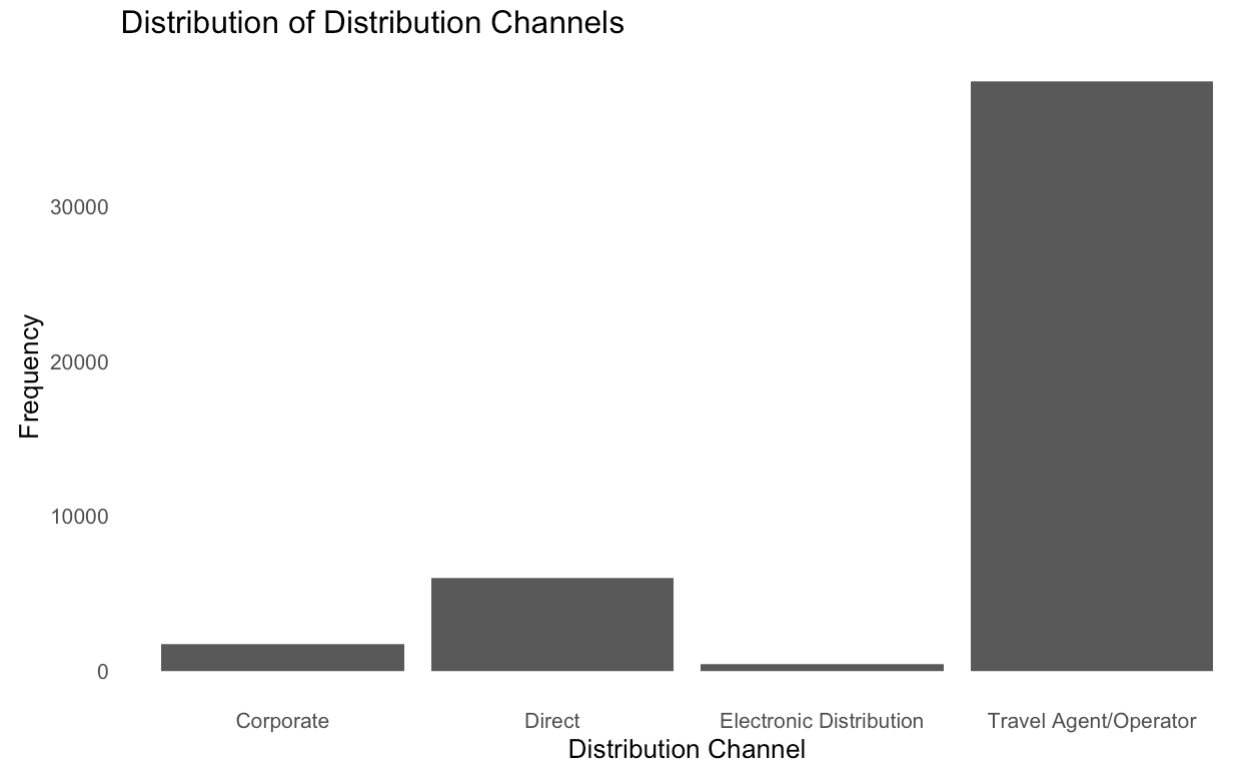 Distribution of Distribution Channels
30000
20000
10000
0
Frequency
Corporate
Direct
Electronic Distribution
Travel Agent/Operator
Distribution Channel